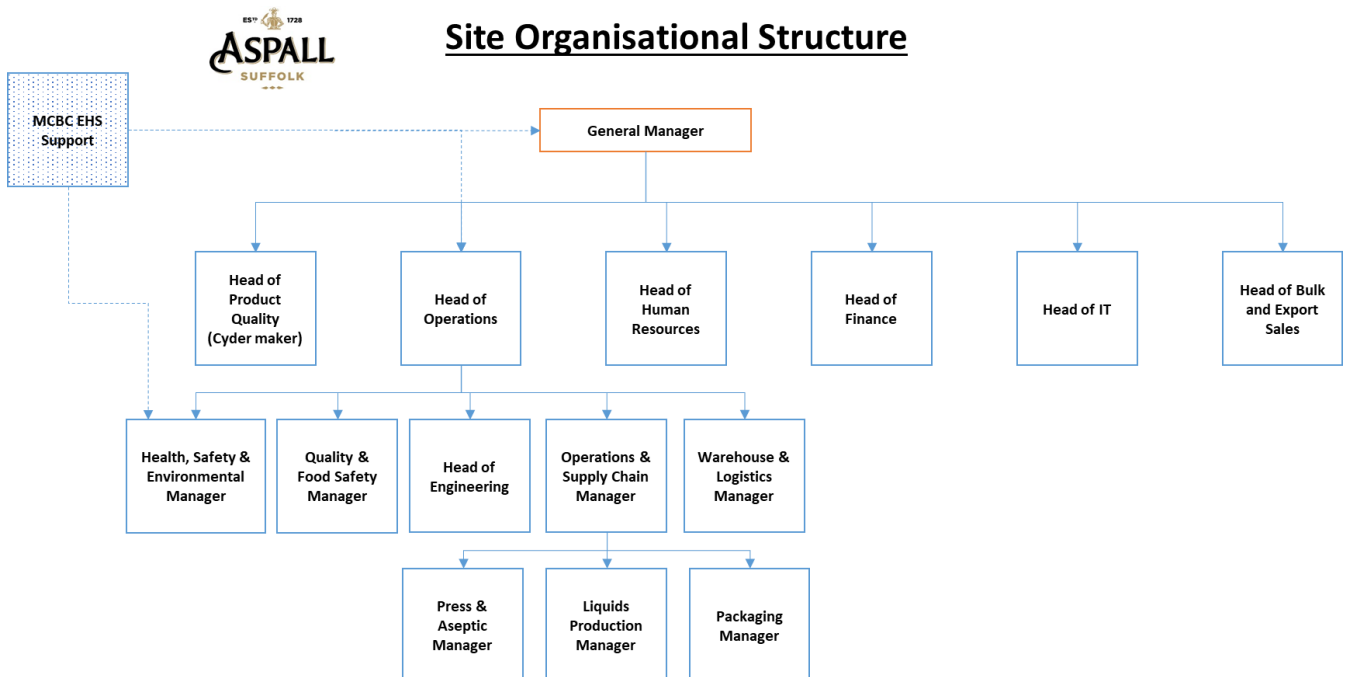 ESTD 1728
ASPALL
SUFFOLK
Site Organisational Structure
MCBC EHS
Support
General Manager
Head of
Product
Quality
(Cyder maker)
Head of
Operations
Head of
Human
Resources
Head of
Finance
Head of IT
Head of Bulk
and Export
Sales
Health, Safety &
Environmental
Manager
Quality &
Food Safety
Manager
Head of
Engineering
Operations &
Supply Chain
Manager
Warehouse &
Logistics
Manager
Press &
Aseptic
Manager
Liquids
Production
Manager
Packaging
Manager